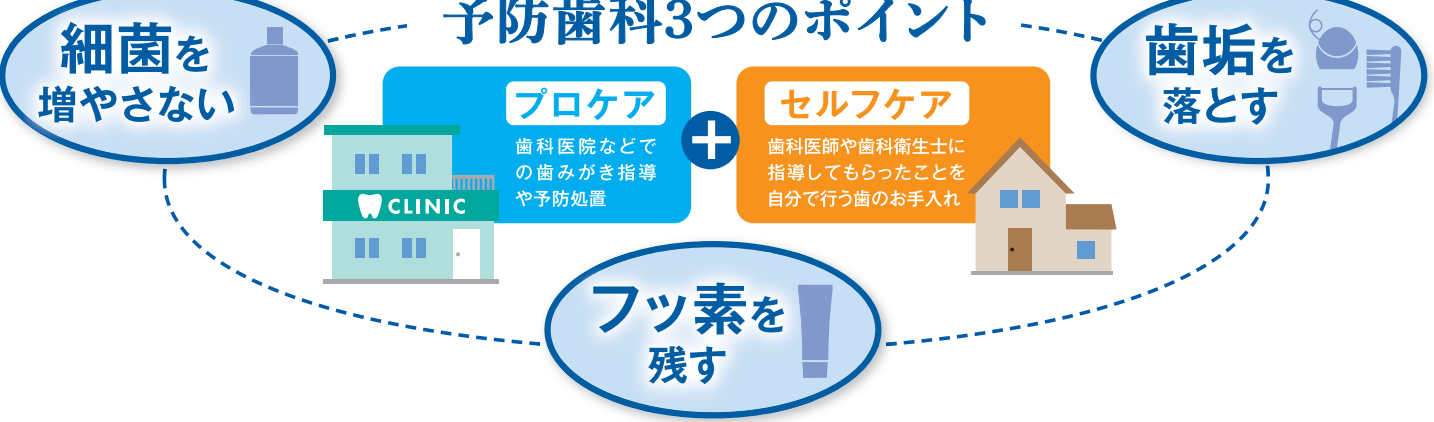 予防歯科3つのポイント
細菌を
増やさない
歯垢を
落とす
プロケア
歯科医院などで
の歯みがき指導
や予防処置
+
セルフケア
歯科医師や歯科衛生士に
指導してもらったことを
自分で行う歯のお手入れ
CLINIC
フッ素を
残す